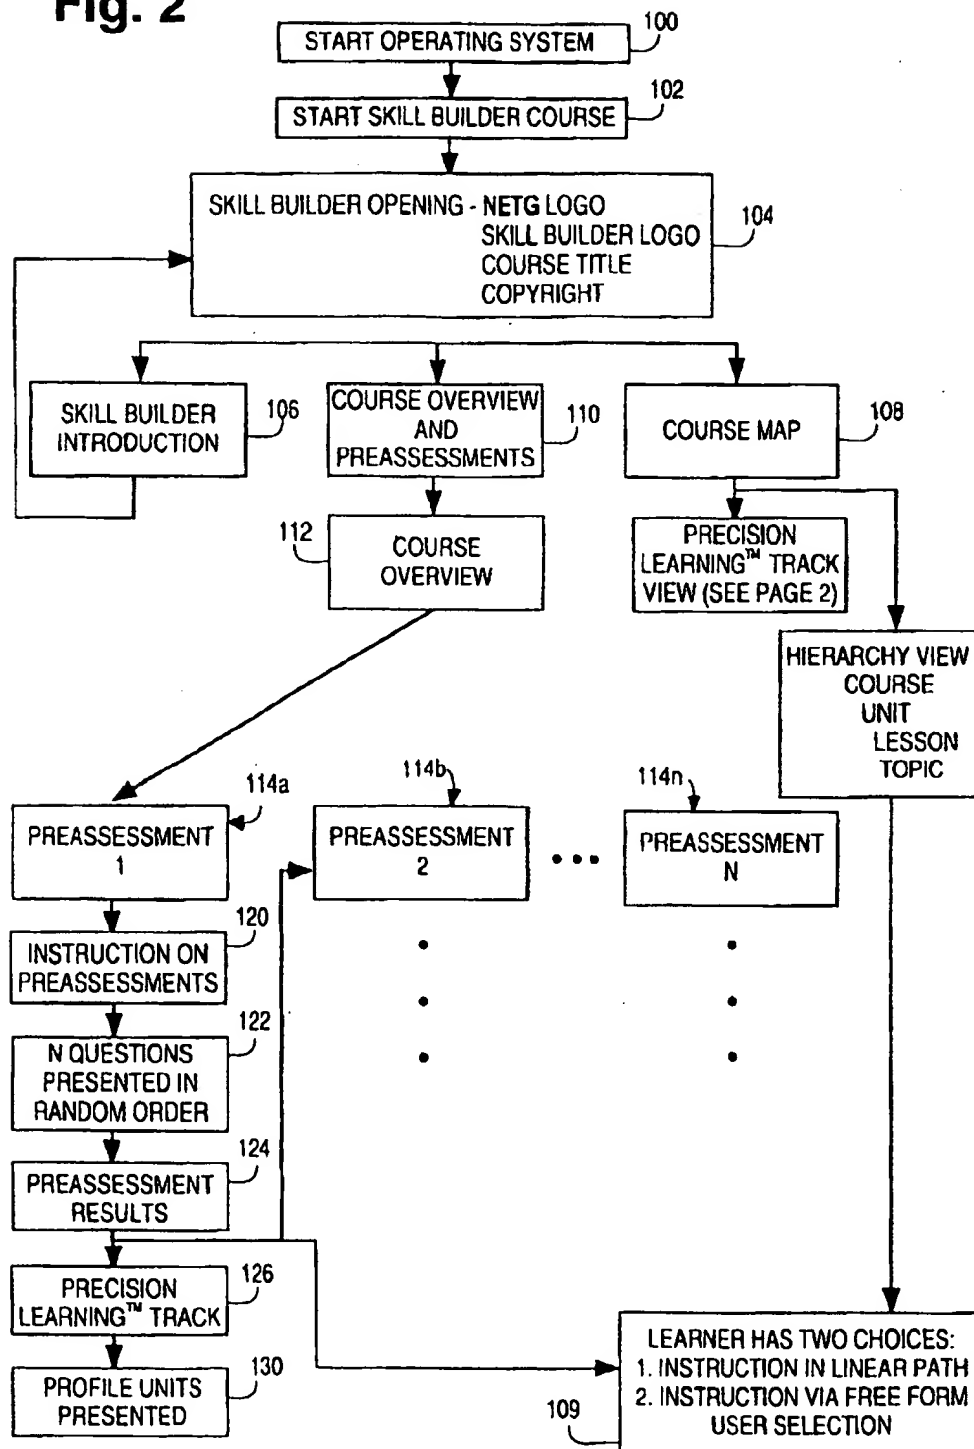 Fig. 2
START OPERATING SYSTEM
100
START SKILL BUILDER COURSE
102
SKILL BUILDER OPENING - NETG LOGO
SKILL BUILDER LOGO
COURSE TITLE
COPYRIGHT
104
SKILL BUILDER
INTRODUCTION
106
COURSE OVERVIEW
AND
PREASSESSMENTS
110
COURSE MAP
108
112
COURSE
OVERVIEW
PRECISION
LEARNING™ TRACK
VIEW (SEE PAGE 2)
HIERARCHY VIEW
COURSE
UNIT
LESSON
TOPIC
PREASSESSMENT
1
114a
PREASSESSMENT
2
114b
PREASSESSMENT
N
114n
INSTRUCTION ON
PREASSESSMENTS
120
N QUESTIONS
PRESENTED IN
RANDOM ORDER
122
PREASSESSMENT
RESULTS
124
PRECISION
LEARNING™ TRACK
126
PROFILE UNITS
PRESENTED
130
LEARNER HAS TWO CHOICES:
1. INSTRUCTION IN LINEAR PATH
2. INSTRUCTION VIA FREE FORM
USER SELECTION
109